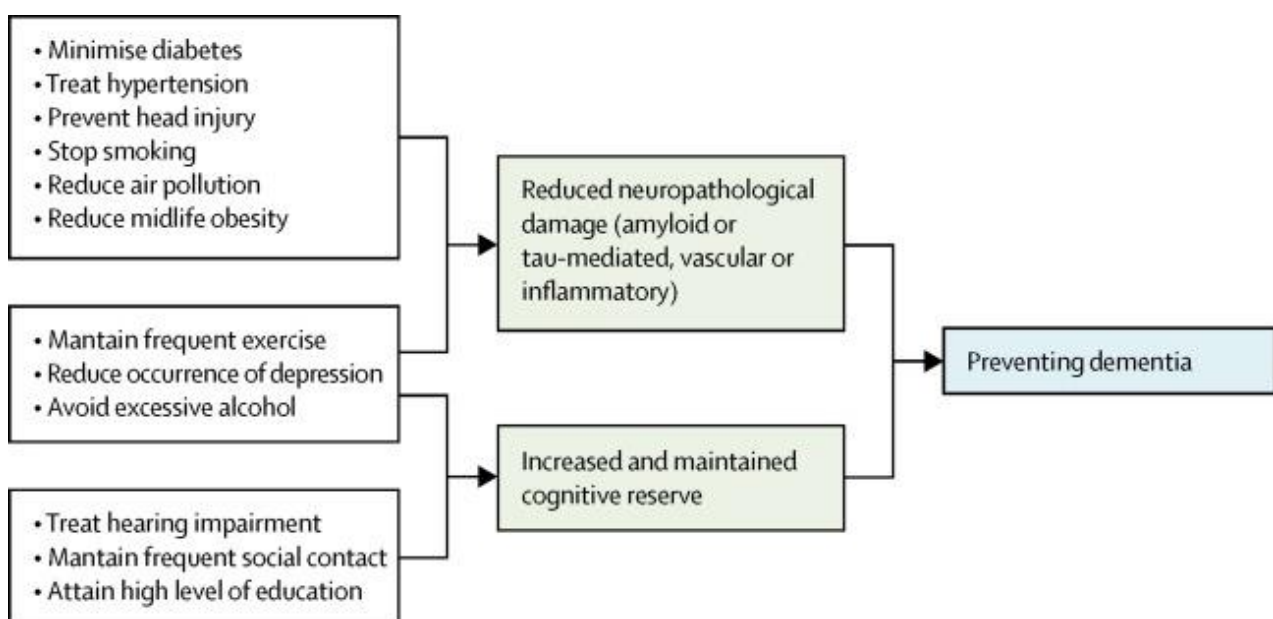 • Minimise diabetes
• Treat hypertension
• Prevent head injury
• Stop smoking
• Reduce air pollution
• Reduce midlife obesity
• Mantain frequent exercise
• Reduce occurrence of depression
• Avoid excessive alcohol
• Treat hearing impairment
• Mantain frequent social contact
• Attain high level of education
Reduced neuropathological
damage (amyloid or
tau-mediated, vascular or
inflammatory)
Increased and maintained
cognitive reserve
Preventing dementia